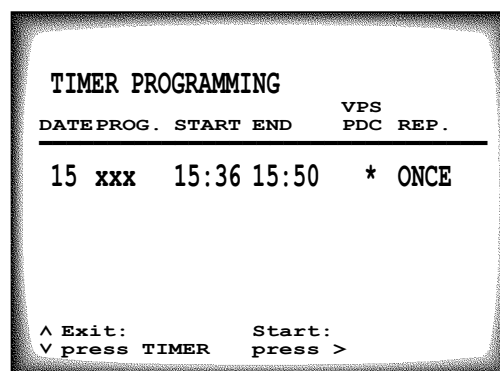 TIMER PROGRAMMING
VPS
DATE PROG. START END PDC REP.
15 xxx 15:36 15:50 * ONCE
^ Exit: Start:
v press TIMER press >